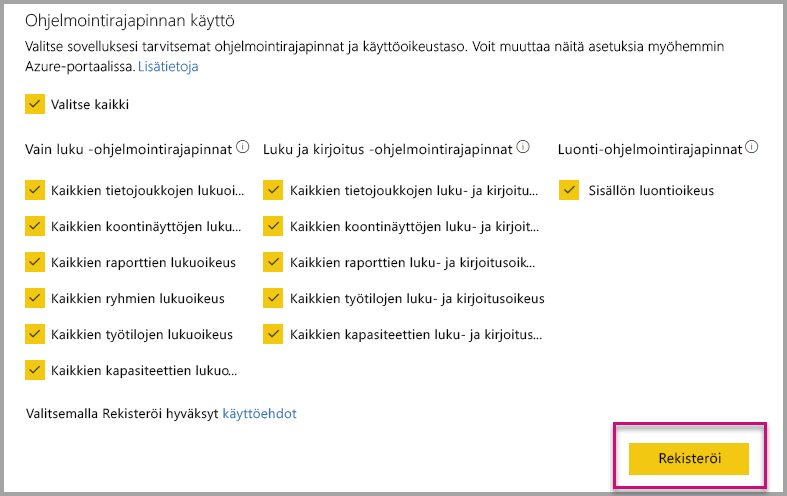 Ohjelmointirajapinnan käyttö
Valitse sovelluksesi tarvitsemat ohjelmointirajapinnat ja käyttöoikeustaso. Voit muuttaa näitä asetuksia myöhemmin
Azure-portaalissa. Lisätietoja
Valitse kaikki
Vain luku -ohjelmointirajapinnat
Kaikkien tietojoukkojen lukuoi...
Kaikkien koontinäyttöjen luku...
Kaikkien raporttien lukuoikeus
Kaikkien ryhmien lukuoikeus
Kaikkien työtilojen lukuoikeus
Kaikkien kapasiteettien lukuo...
Luku ja kirjoitus -ohjelmointirajapinnat
Kaikkien tietojoukkojen luku- ja kirjoitu...
Kaikkien koontinäyttöjen luku- ja kirjoit...
Kaikkien raporttien luku- ja kirjoitusoik...
Kaikkien työtilojen luku- ja kirjoitusoikeus
Kaikkien kapasiteettien luku- ja kirjoitus...
Luonti-ohjelmointirajapinnat
Sisällön luontioikeus
Valitsemalla Rekisteröi hyväksyt käyttöehdot
Rekisteröi